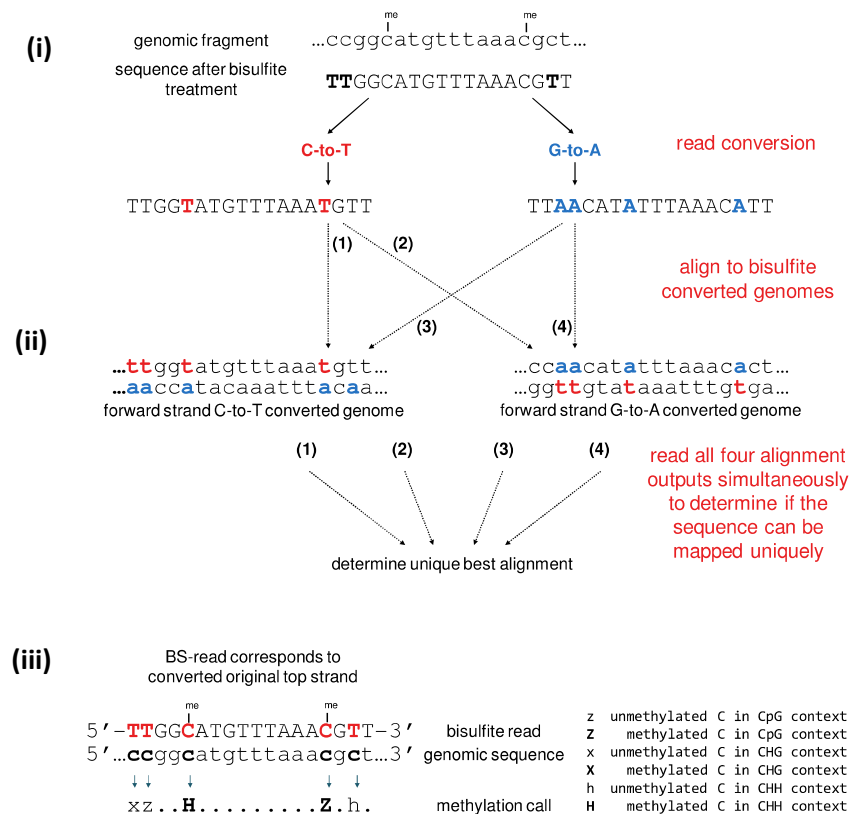 (i)
me me
genomic fragment …ccggcatgtttaaacgct…
sequence after bisulfite
treatment
TTGGCATGTTTAAACGTT
C-to-T G-to-A read conversion
TTGGTATGTTTAAATGTT TTAACATATTTAAACATT
(1) (2)
align to bisulfite
converted genomes
(3) (4)
(ii)
…ttggtatgtttaaatgtt… …ccaacatatttaaacact…
…aaccatacaaatttacaa… …ggttgtataaatttgtga…
forward strand C-to-T converted genome forward strand G-to-A converted genome
(1) (2) (3) (4)
read all four alignment
outputs simultaneously
to determine if the
sequence can be
mapped uniquely
determine unique best alignment
(iii)
BS-read corresponds to
converted original top strand
me me
5'-TTGGCATGTTTAAACGTT-3' bisulfite read
5'…ccggcatgtttaaacgct…3' genomic sequence
xz..H.........Z.h. methylation call
z unmethylated C in CpG context
Z methylated C in CpG context
x unmethylated C in CHG context
X methylated C in CHG context
h unmethylated C in CHH context
H methylated C in CHH context